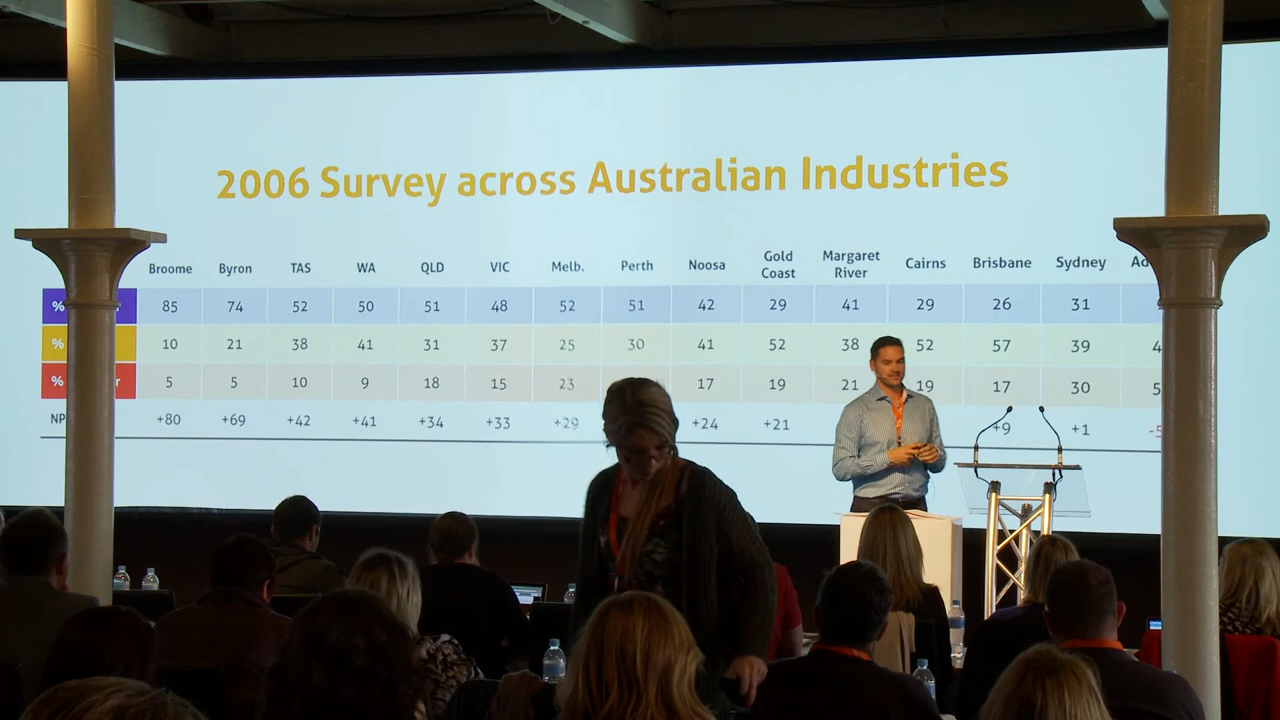 2006 Survey across Australian Industries
Broome Byron TAS WA QLD VIC Melb. Perth Noosa Gold Coast Margaret River Cairns Brisbane Sydney
% 85 74 52 50 51 48 52 51 42 29 41 29 26 31
% 10 21 38 41 31 37 25 30 41 52 38 52 57 39
% 5 5 10 9 18 15 23 17 19 21 19 17 30
+80 +69 +42 +41 +34 +33 +29 +24 +21 +9 +1